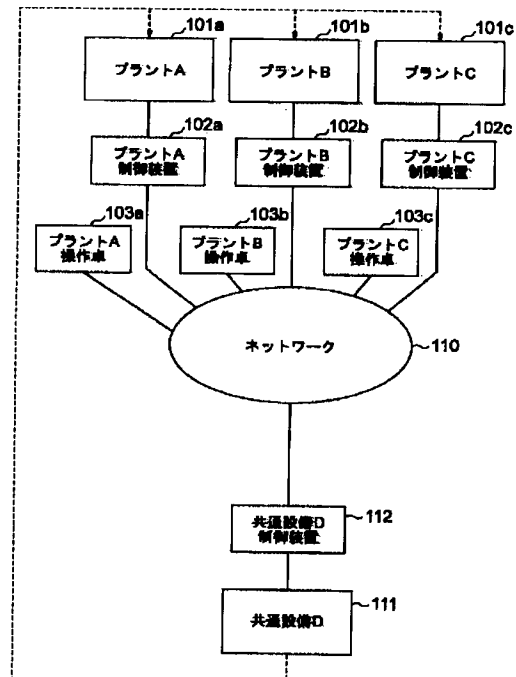 101a
101b
101c
プラントA
プラントB
プラントC
102a
102b
102c
プラントA
制御装置
プラントB
制御装置
プラントC
制御装置
103a
103b
103c
プラントA
操作卓
プラントB
操作卓
プラントC
操作卓
ネットワーク
110
共通設備D
制御装置
112
共通設備D
111